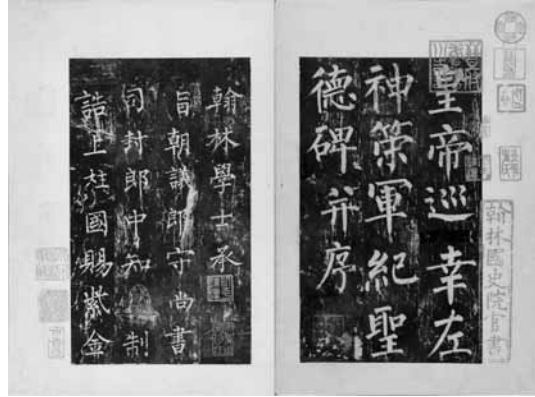 皇帝巡幸左
神策軍紀聖
德碑并序
翰林國史院官書
翰林學士承
旨朝議郎守尚書
司封郎中知制
誥上柱國賜紫金